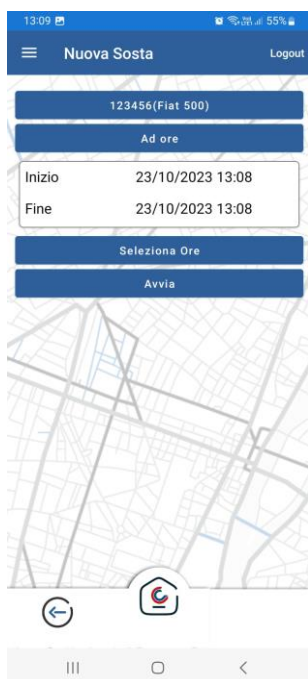 13:09 55%
Nuova Sosta Logout
123456(Fiat 500)
Ad ore
Inizio 23/10/2023 13:08
Fine 23/10/2023 13:08
Seleziona Ore
Avvia